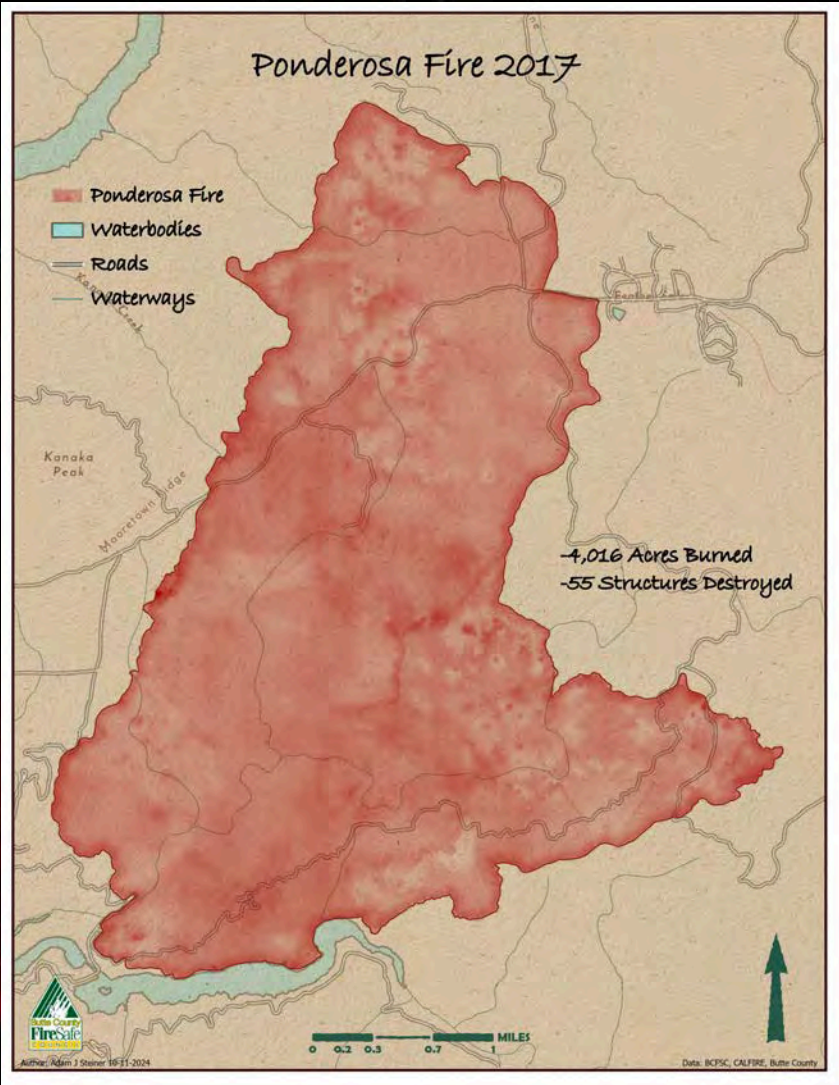 Ponderosa Fire 2017
Ponderosa Fire
Waterbodies
Roads
Waterways
Creek
Kanaka
Peak
Mooretown Ridge
-4,016 Acres Burned
-55 Structures Destroyed
Butte County
FireSafe
COUNCIL
0 0.2 0.3 0.7 1 MILES
Author: Adam J Steiner 10-11-2024
Data: BCFSC, CALFIRE, Butte County